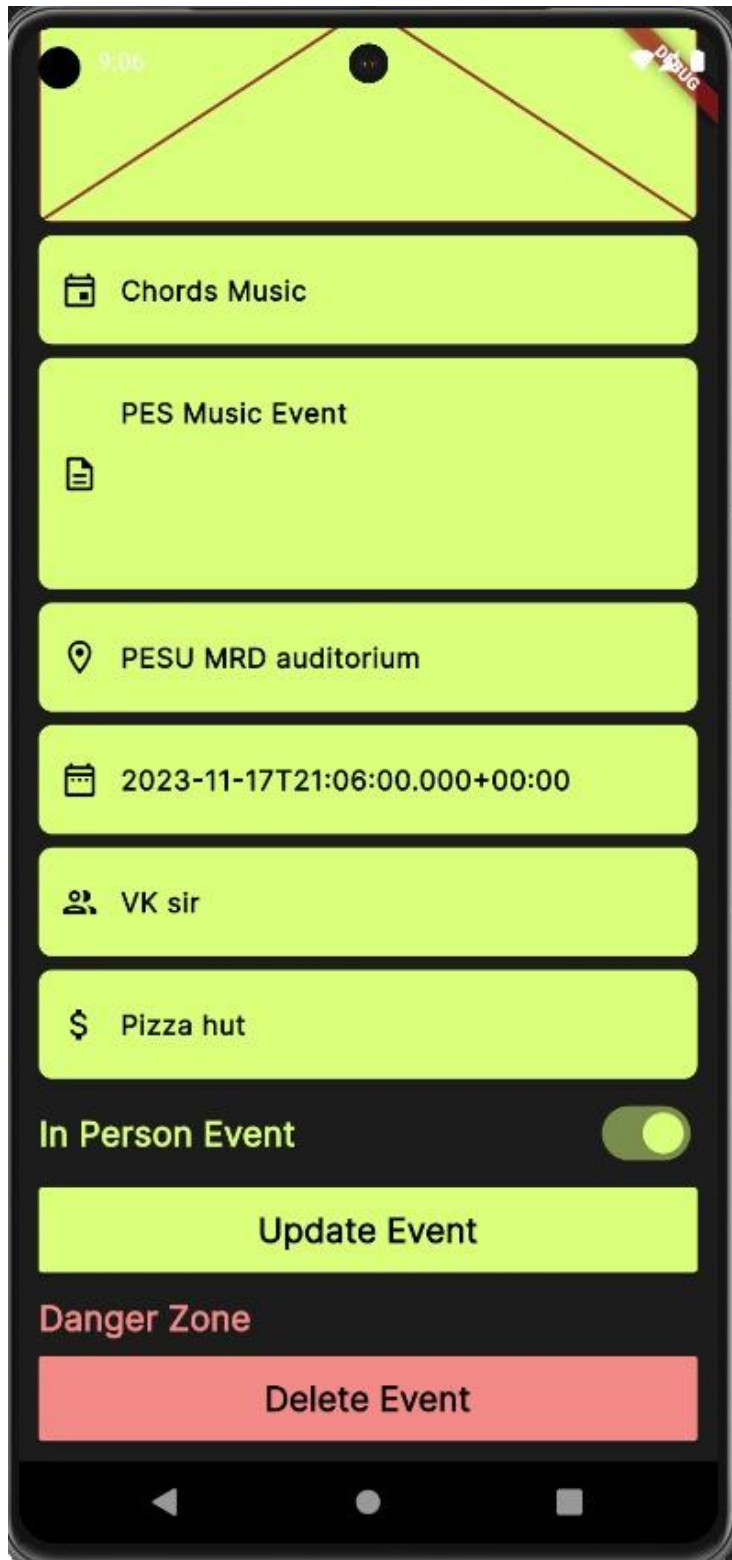 9:06
DEBUG
Chords Music
PES Music Event
PESU MRD auditorium
2023-11-17T21:06:00.000+00:00
VK sir
$ Pizza hut
In Person Event
Update Event
Danger Zone
Delete Event